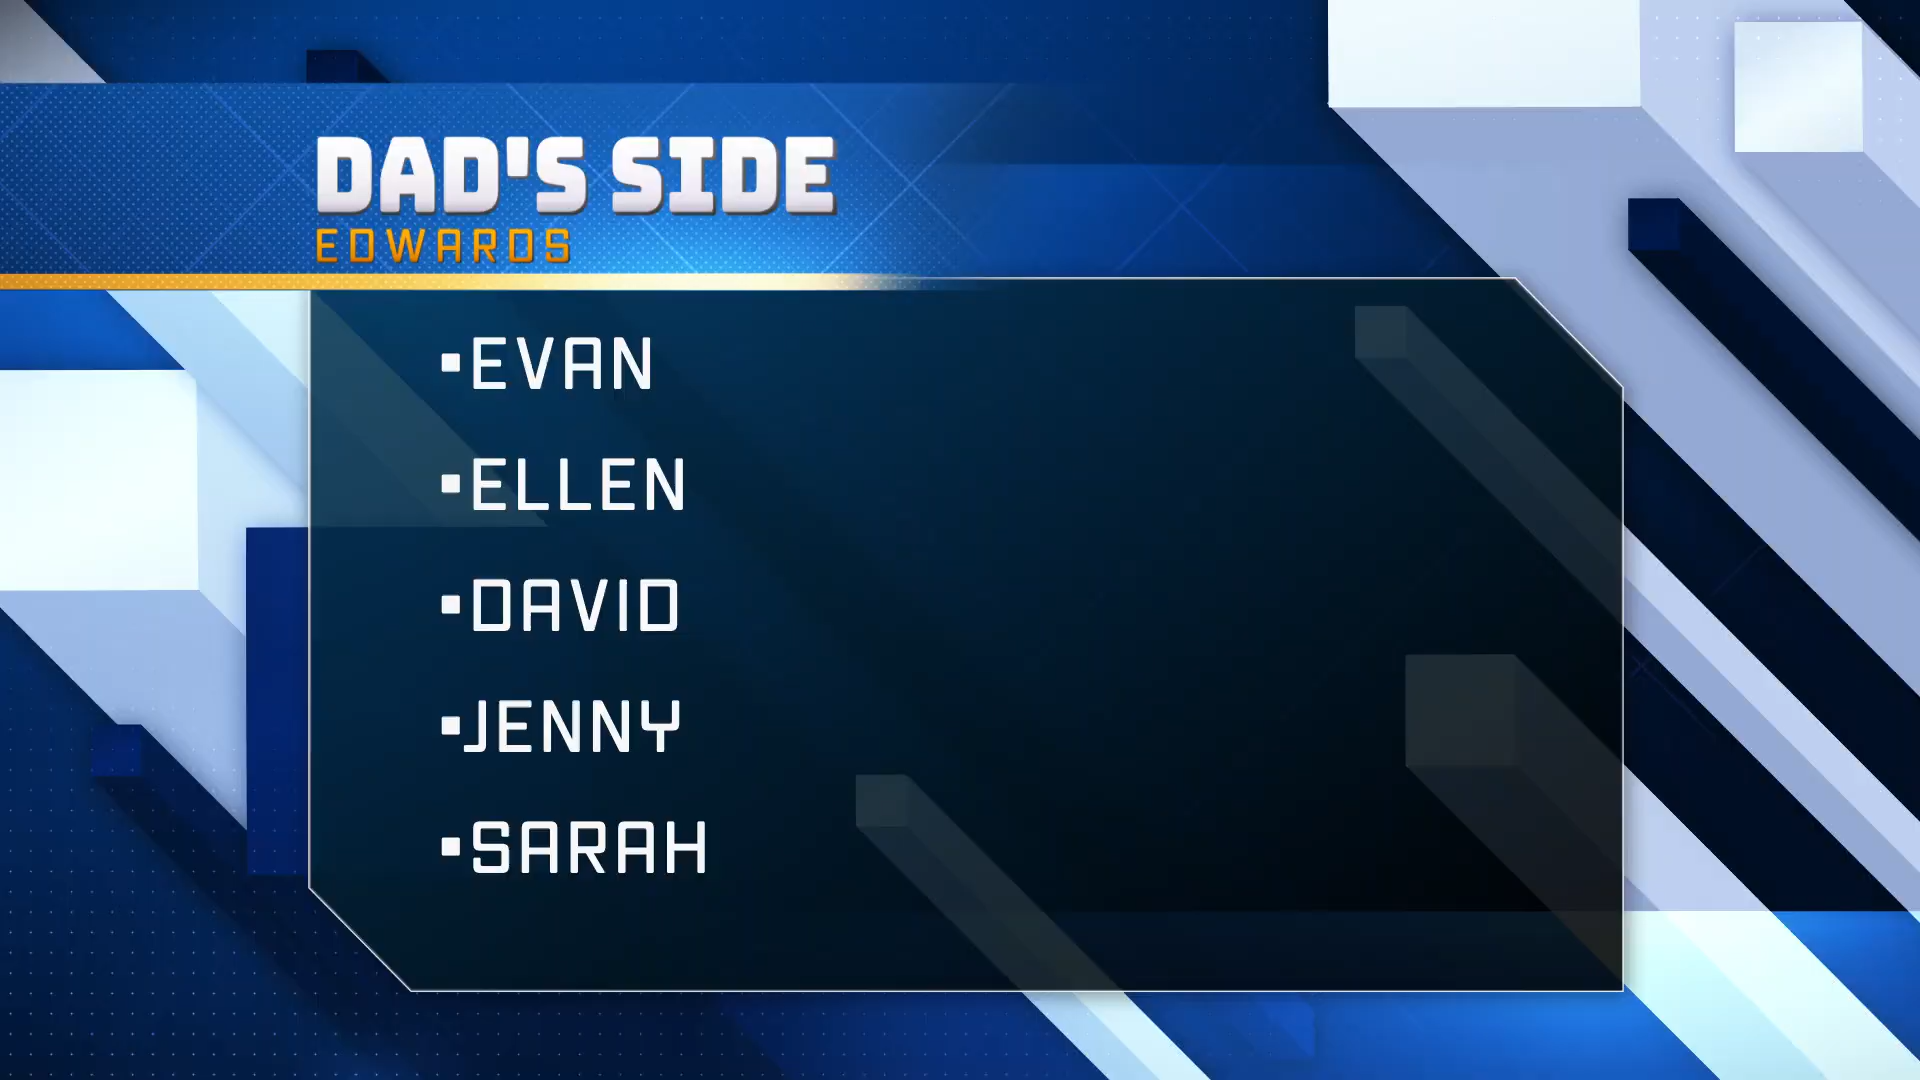 DAD'S SIDE
EDWARDS
▪EVAN
▪ELLEN
▪DAVID
▪JENNY
▪SARAH